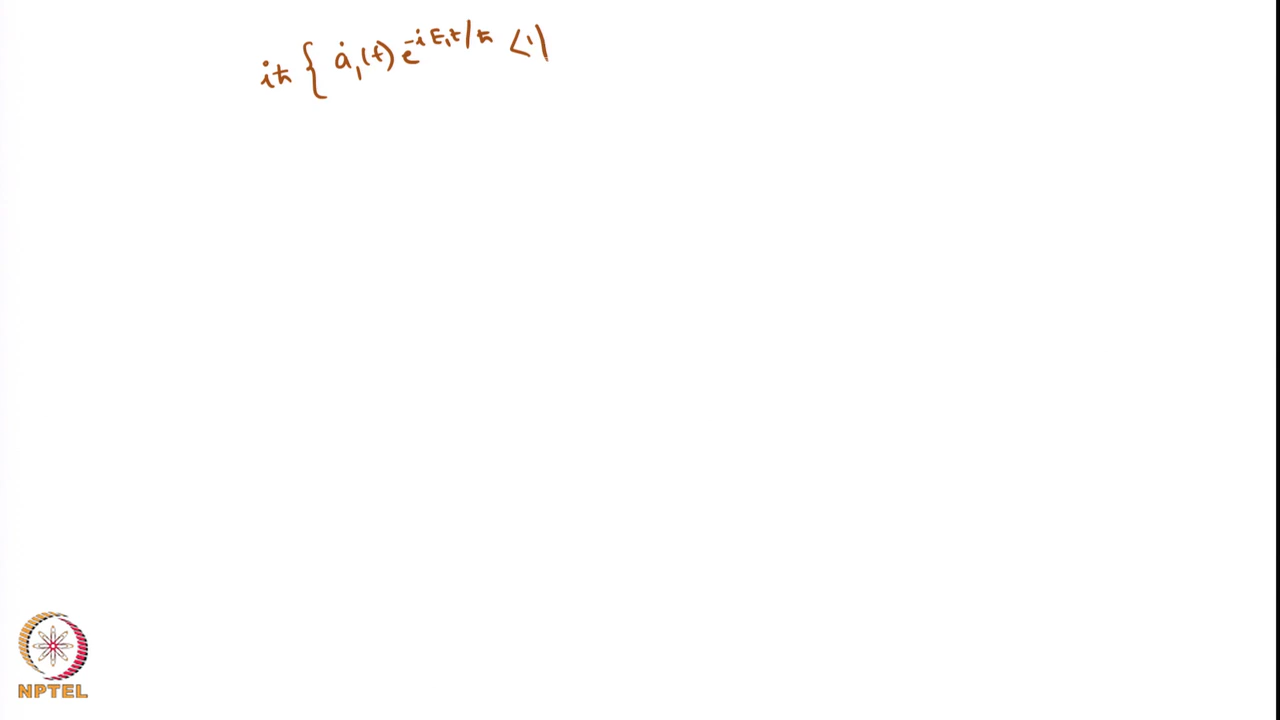 iħ { ȧ₁(t) e^{-iE₁t/ħ} ⟨1|
NPTEL